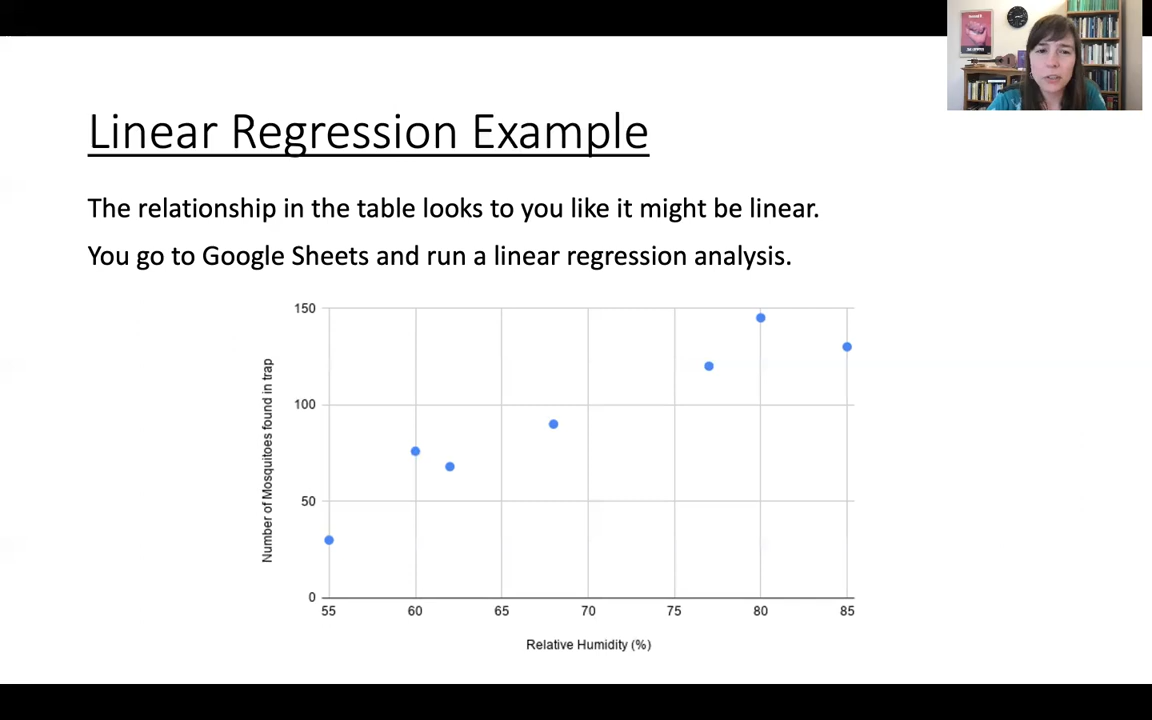 Linear Regression Example
The relationship in the table looks to you like it might be linear.
You go to Google Sheets and run a linear regression analysis.
150
100
50
0
Number of Mosquitoes found in trap
55 60 65 70 75 80 85
Relative Humidity (%)